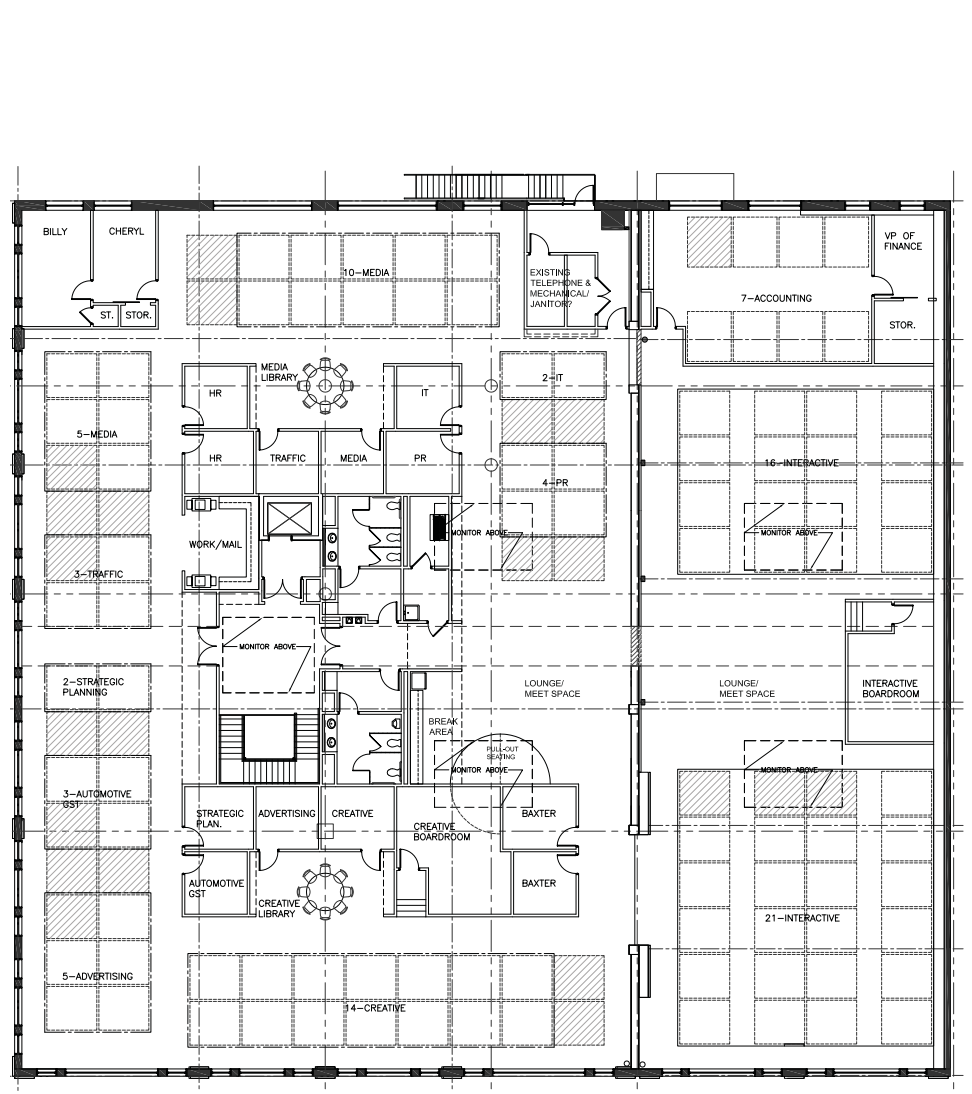 BILLY
CHERYL
ST.
STOR.
10-MEDIA
EXISTING
TELEPHONE &
MECHANICAL/
JANITOR?
VP OF
FINANCE
7-ACCOUNTING
STOR.
MEDIA
LIBRARY
HR
IT
2-IT
5-MEDIA
HR
TRAFFIC
MEDIA
PR
4-PR
16-INTERACTIVE
MONITOR ABOVE
MONITOR ABOVE
WORK/MAIL
3-TRAFFIC
MONITOR ABOVE
2-STRATEGIC
PLANNING
LOUNGE/
MEET SPACE
LOUNGE/
MEET SPACE
INTERACTIVE
BOARDROOM
BREAK
AREA
PULL-OUT
SEATING
MONITOR ABOVE
MONITOR ABOVE
3-AUTOMOTIVE
GST
STRATEGIC
PLAN.
ADVERTISING
CREATIVE
CREATIVE
BOARDROOM
BAXTER
AUTOMOTIVE
GST
CREATIVE
LIBRARY
BAXTER
21-INTERACTIVE
5-ADVERTISING
14-CREATIVE